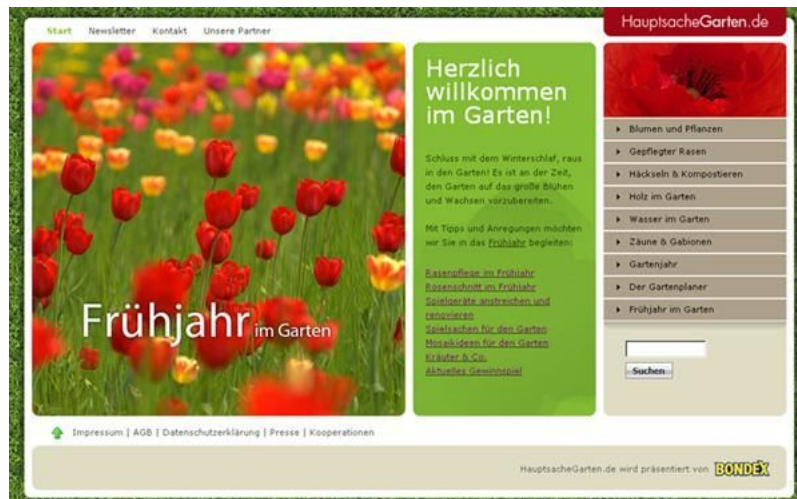 Start Newsletter Kontakt Unsere Partner
HauptsacheGarten.de
Frühjahr im Garten
Herzlich
willkommen
im Garten!
Schluss mit dem Winterschlaf, raus
in den Garten! Es ist an der Zeit,
den Garten auf das große Blühen
und Wachsen vorzubereiten.
Mit Tipps und Anregungen möchten
wir Sie in das Frühjahr begleiten:
Rasenpflege im Frühjahr
Rosenschnitt im Frühjahr
Spielgeräte anstreichen und
renovieren
Spielsachen für den Garten
Mosaikideen für den Garten
Kräuter & Co.
Aktuelles Gewinnspiel
Blumen und Pflanzen
Gepflegter Rasen
Häckseln & Kompostieren
Holz im Garten
Wasser im Garten
Zäune & Gabionen
Gartenjahr
Der Gartenplaner
Frühjahr im Garten
Suchen
Impressum | AGB | Datenschutzerklärung | Presse | Kooperationen
HauptsacheGarten.de wird präsentiert von BONDEX